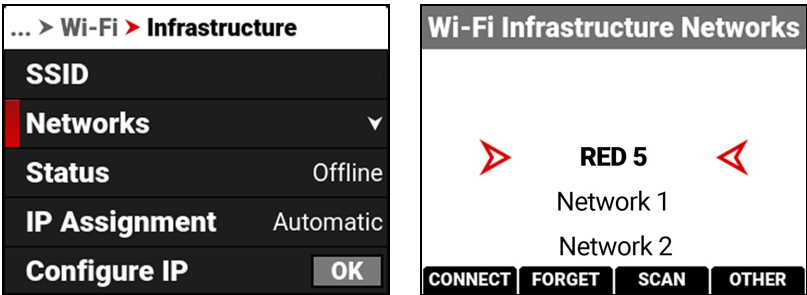 ... > Wi-Fi > Infrastructure
SSID
Networks
Status Offline
IP Assignment Automatic
Configure IP OK
Wi-Fi Infrastructure Networks
RED 5
Network 1
Network 2
CONNECT FORGET SCAN OTHER